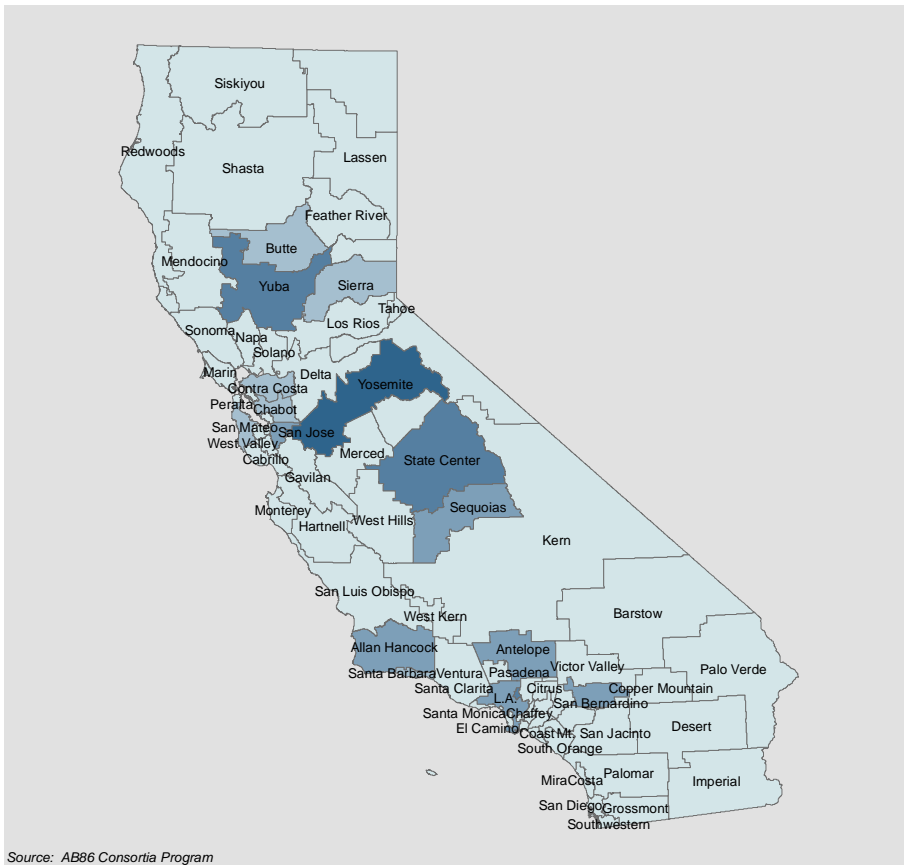 Siskiyou
Redwoods
Shasta
Lassen
Feather River
Butte
Mendocino
Yuba
Sierra
Tahoe
Los Rios
Sonoma
Napa
Solano
Marin
Delta
Yosemite
Contra Costa
Peralta
Chabot
San Mateo
San Jose
West Valley
Merced
Cabrillo
State Center
Gavilan
Sequoias
Monterey
West Hills
Hartnell
Kern
San Luis Obispo
West Kern
Barstow
Allan Hancock
Antelope
Victor Valley
Palo Verde
Santa Barbara
Ventura
Pasadena
Santa Clarita
Citrus
Copper Mountain
L.A.
San Bernardino
Santa Monica
Chaffey
El Camino
Coast
Mt. San Jacinto
Desert
South Orange
MiraCosta
Palomar
Imperial
San Diego
Grossmont
Southwestern
Source: AB86 Consortia Program